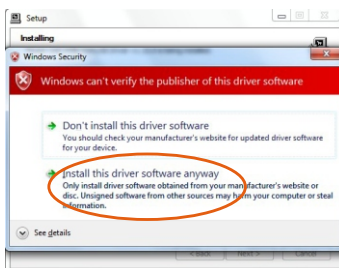 Setup
Installing
Windows Security
Windows can't verify the publisher of this driver software
Don't install this driver software
You should check your manufacturer's website for updated driver software
for your device.
Install this driver software anyway
Only install driver software obtained from your manufacturer's website or
disc. Unsigned software from other sources may harm your computer or steal
information.
See details
< Back Next > Cancel